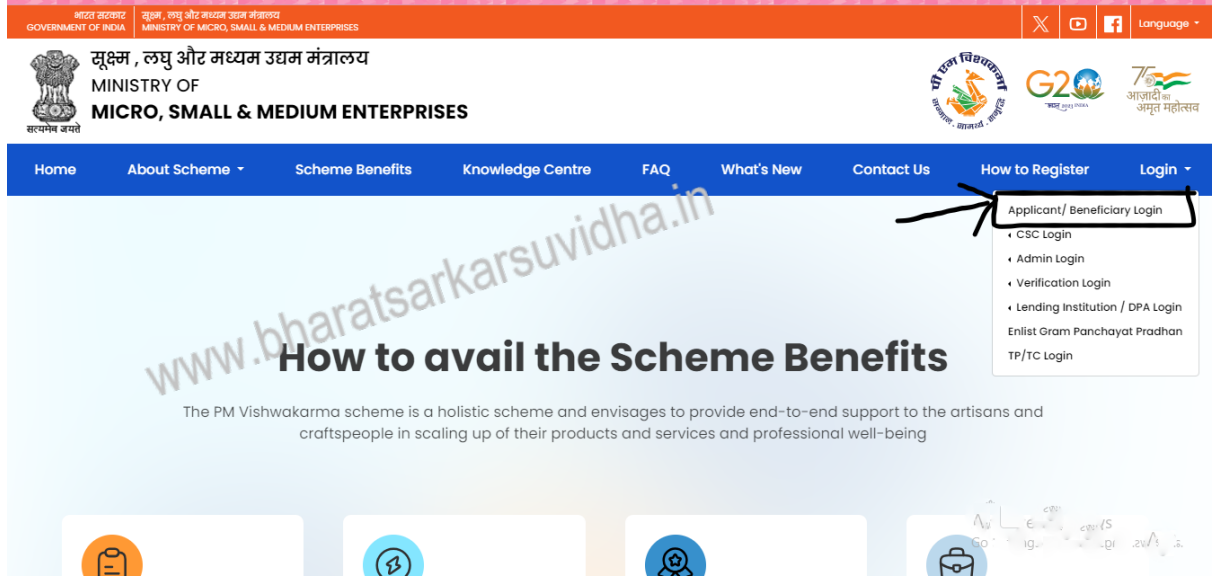 भारत सरकार
GOVERNMENT OF INDIA
सूक्ष्म, लघु और मध्यम उद्यम मंत्रालय
MINISTRY OF MICRO, SMALL & MEDIUM ENTERPRISES
Language
सूक्ष्म , लघु और मध्यम उद्यम मंत्रालय
MINISTRY OF
MICRO, SMALL & MEDIUM ENTERPRISES
सत्यमेव जयते
पी एम विश्वकर्मा
सम्मान, सामर्थ्य, समृद्धि
G20
75
आज़ादी का
अमृत महोत्सव
Home About Scheme Scheme Benefits Knowledge Centre FAQ What's New Contact Us How to Register Login
Applicant/ Beneficiary Login
CSC Login
Admin Login
Verification Login
Lending Institution / DPA Login
Enlist Gram Panchayat Pradhan
TP/TC Login
www.bharatsarkarsuvidha.in
How to avail the Scheme Benefits
The PM Vishwakarma scheme is a holistic scheme and envisages to provide end-to-end support to the artisans and
craftspeople in scaling up of their products and services and professional well-being